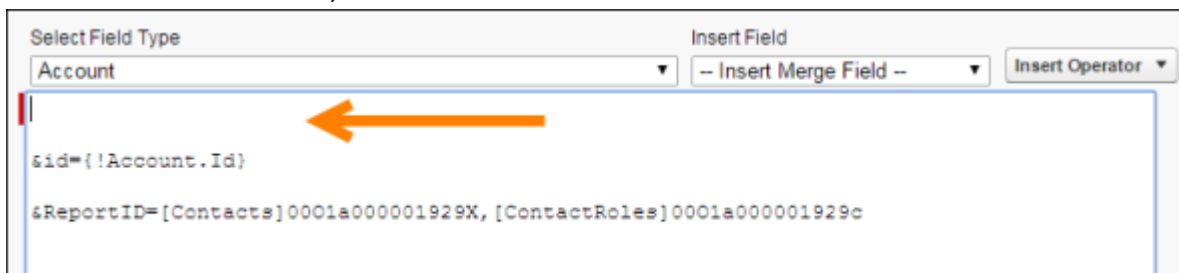 Select Field Type Insert Field
Account -- Insert Merge Field -- Insert Operator
&id={!Account.Id}
&ReportID=[Contacts]00O1a000001929X,[ContactRoles]00O1a000001929c